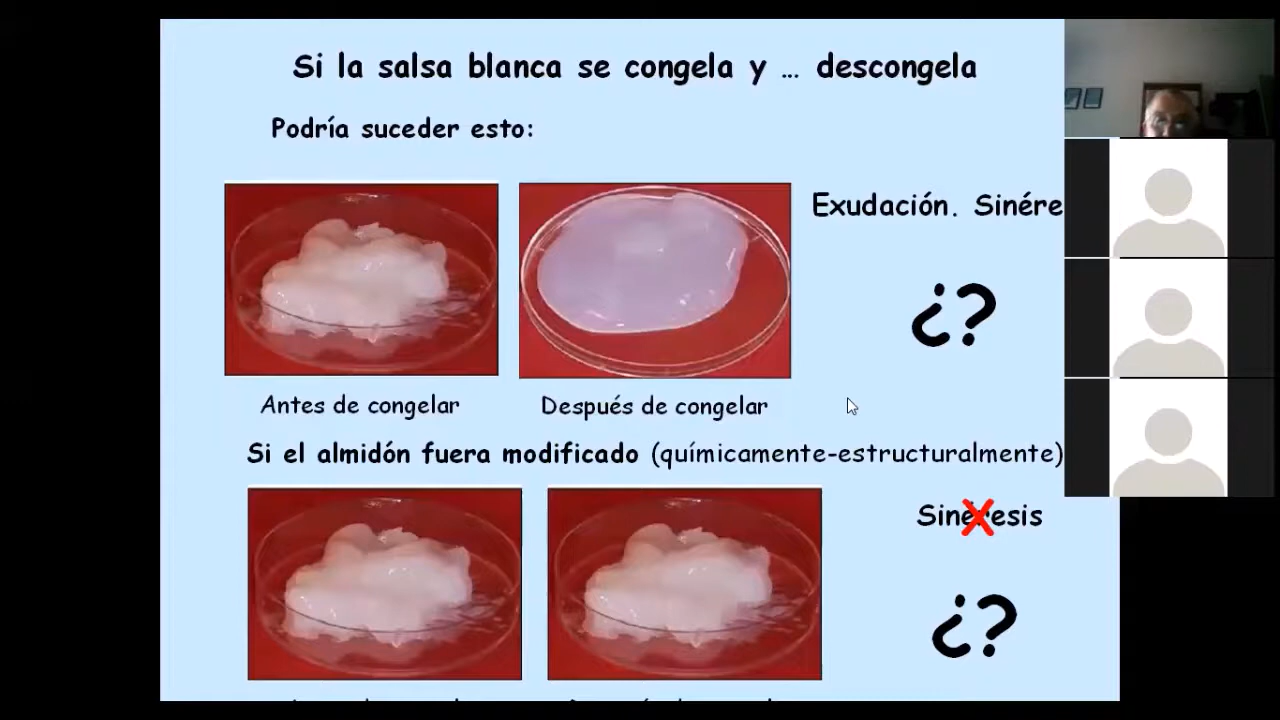 Si la salsa blanca se congela y ... descongela
Podría suceder esto:
Exudación. Sinére
¿?
Antes de congelar
Después de congelar
Si el almidón fuera modificado (químicamente-estructuralmente)
Sinéresis
¿?